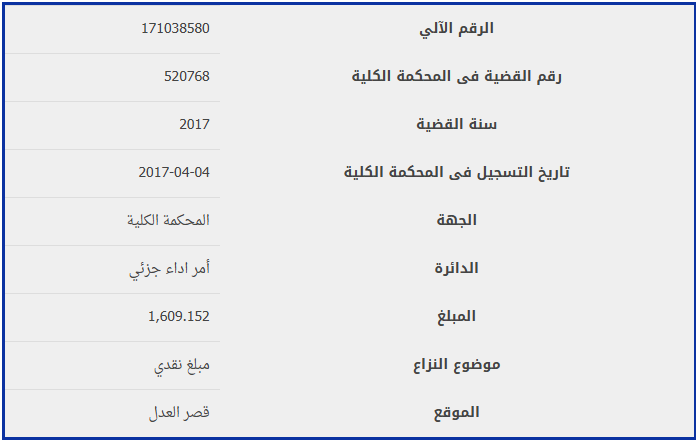 الرقم الآلي 171038580
رقم القضية فى المحكمة الكلية 520768
سنة القضية 2017
تاريخ التسجيل فى المحكمة الكلية 2017-04-04
الجهة المحكمة الكلية
الدائرة أمر اداء جزئي
المبلغ 1,609.152
موضوع النزاع مبلغ نقدي
الموقع قصر العدل